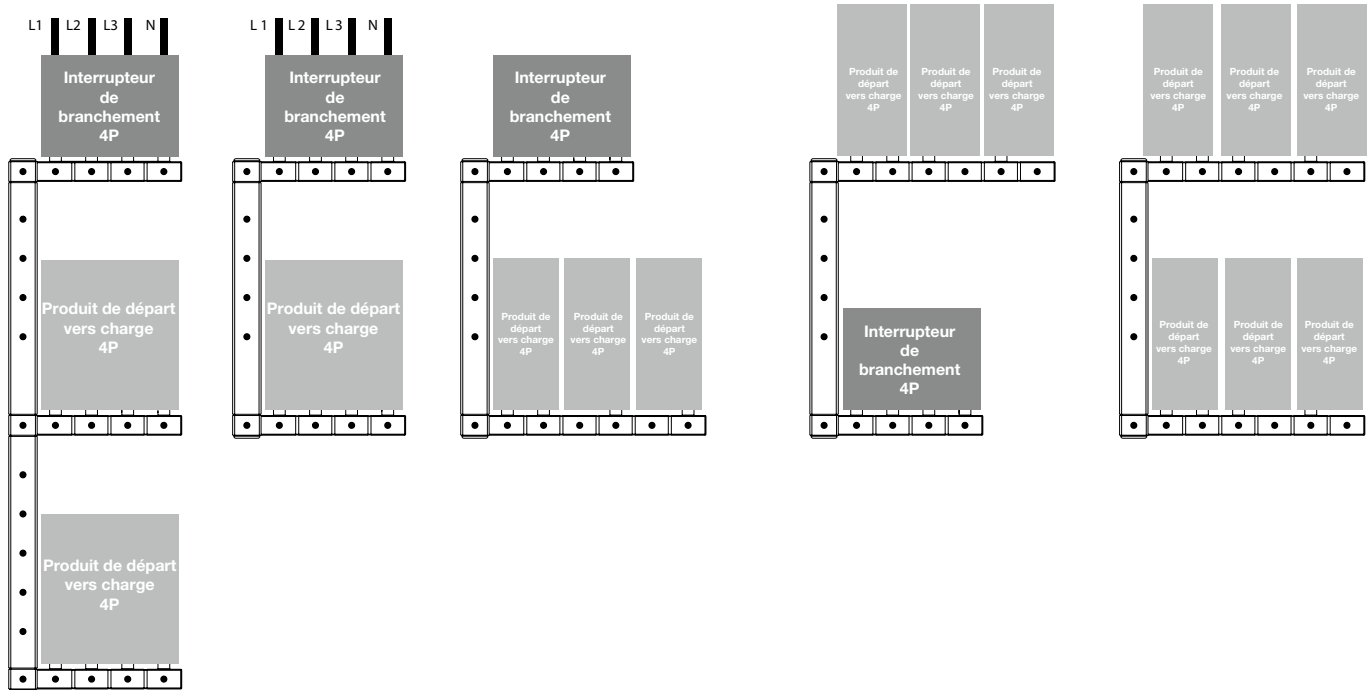 L1 L2 L3 N
Interrupteur
de
branchement
4P
Produit de départ
vers charge
4P
Produit de départ
vers charge
4P
L 1 L 2 L 3 N
Interrupteur
de
branchement
4P
Produit de départ
vers charge
4P
Interrupteur
de
branchement
4P
Produit de
départ
vers charge
4P
Produit de
départ
vers charge
4P
Produit de
départ
vers charge
4P
Produit de
départ
vers charge
4P
Produit de
départ
vers charge
4P
Produit de
départ
vers charge
4P
Interrupteur
de
branchement
4P
Produit de
départ
vers charge
4P
Produit de
départ
vers charge
4P
Produit de
départ
vers charge
4P
Produit de
départ
vers charge
4P
Produit de
départ
vers charge
4P
Produit de
départ
vers charge
4P